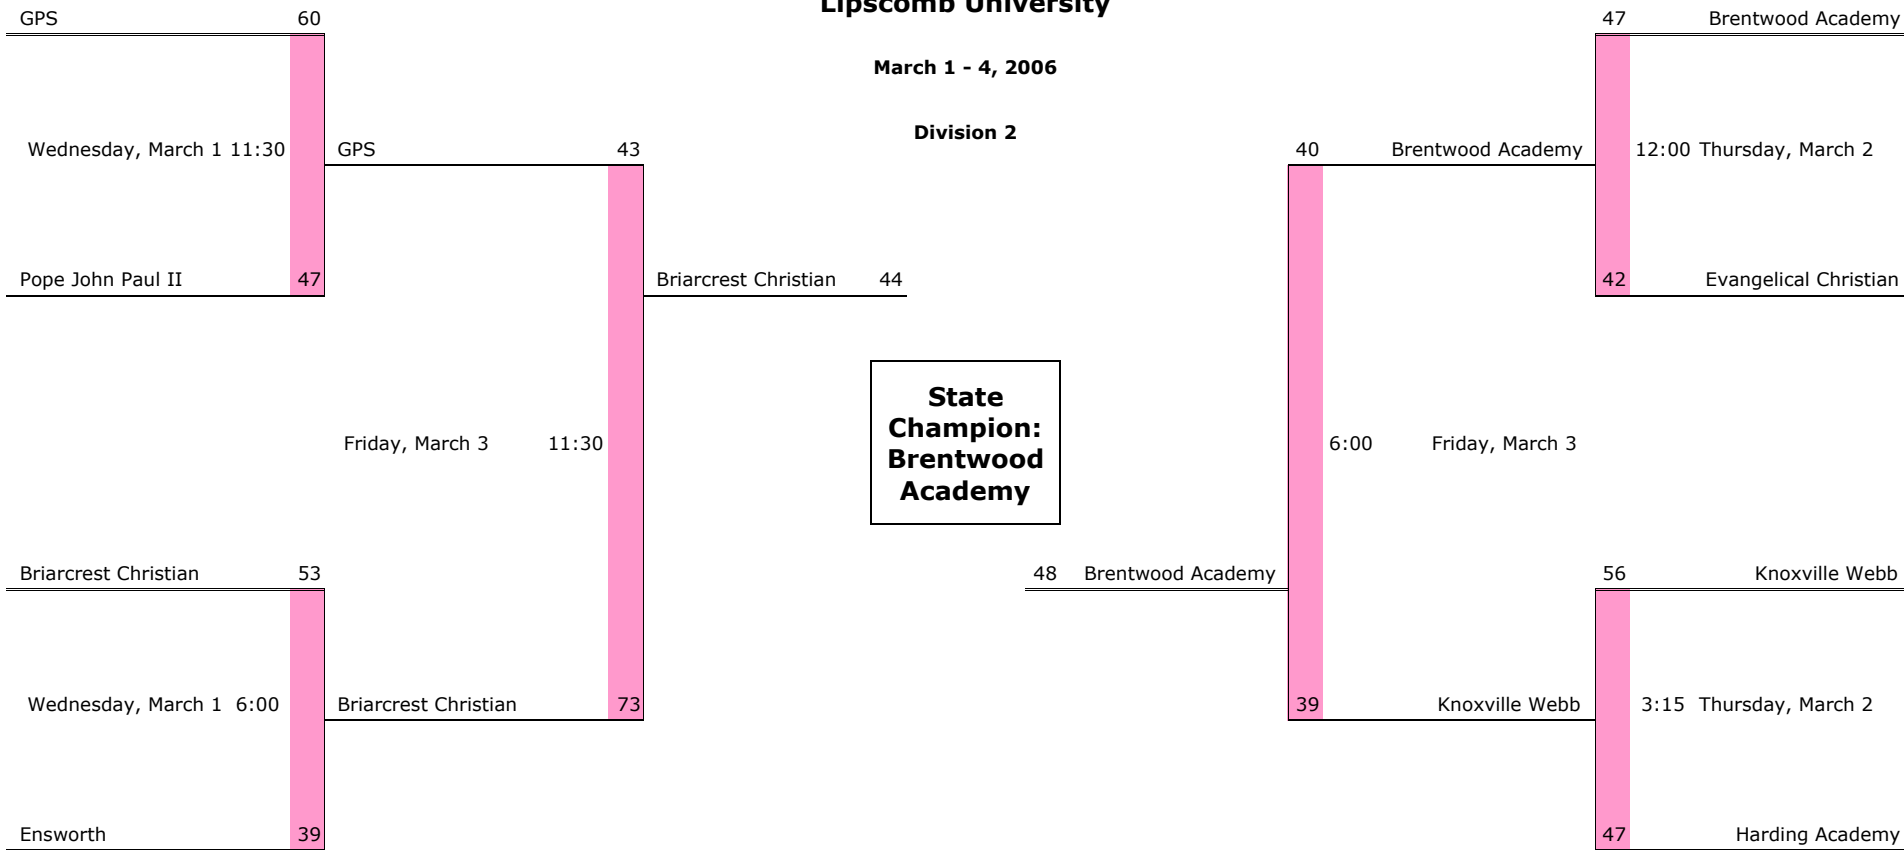 Lipscomb University
March 1 - 4, 2006
Division 2
GPS 60
Wednesday, March 1 11:30
Pope John Paul II 47
GPS 43
Friday, March 3 11:30
Briarcrest Christian 53
Wednesday, March 1 6:00
Ensworth 39
Briarcrest Christian 73
Briarcrest Christian 44
State
Champion:
Brentwood
Academy
48 Brentwood Academy
40 Brentwood Academy
6:00 Friday, March 3
39 Knoxville Webb
47 Brentwood Academy
12:00 Thursday, March 2
42 Evangelical Christian
56 Knoxville Webb
3:15 Thursday, March 2
47 Harding Academy